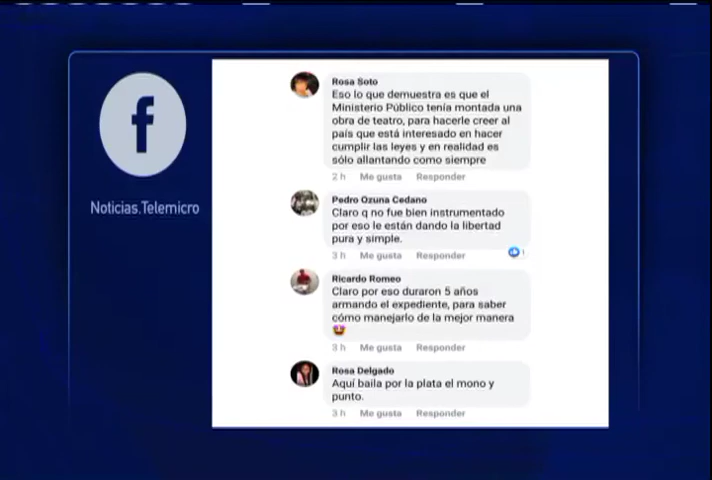 f
Noticias.Telemicro
Rosa Soto
Eso lo que demuestra es que el
Ministerio Público tenía montada una
obra de teatro, para hacerle creer al
país que está interesado en hacer
cumplir las leyes y en realidad es
sólo allantando como siempre
2 h Me gusta Responder
Pedro Ozuna Cedano
Claro q no fue bien instrumentado
por eso le están dando la libertad
pura y simple.
3 h Me gusta Responder
1
Ricardo Romeo
Claro por eso duraron 5 años
armando el expediente, para saber
cómo manejarlo de la mejor manera
3 h Me gusta Responder
Rosa Delgado
Aquí baila por la plata el mono y
punto.
3 h Me gusta Responder